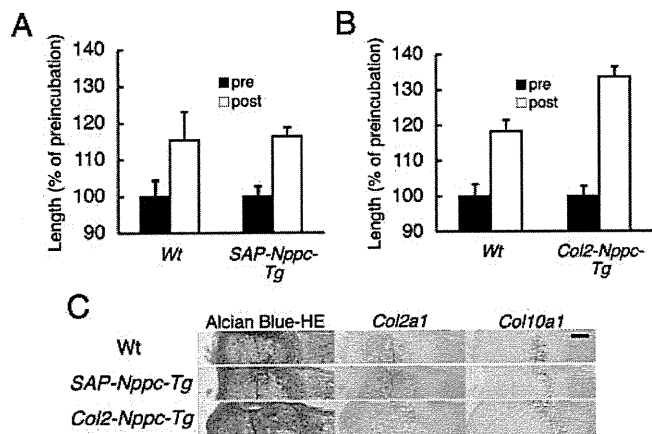 A
Length (% of preincubation)
140
130
120
110
100
90
pre
post
Wt
SAP-Nppc-
Tg
B
Length (% of preincubation)
140
130
120
110
100
90
pre
post
Wt
Col2-Nppc-
Tg
C
Alcian Blue-HE
Col2a1
Col10a1
Wt
SAP-Nppc-Tg
Col2-Nppc-Tg